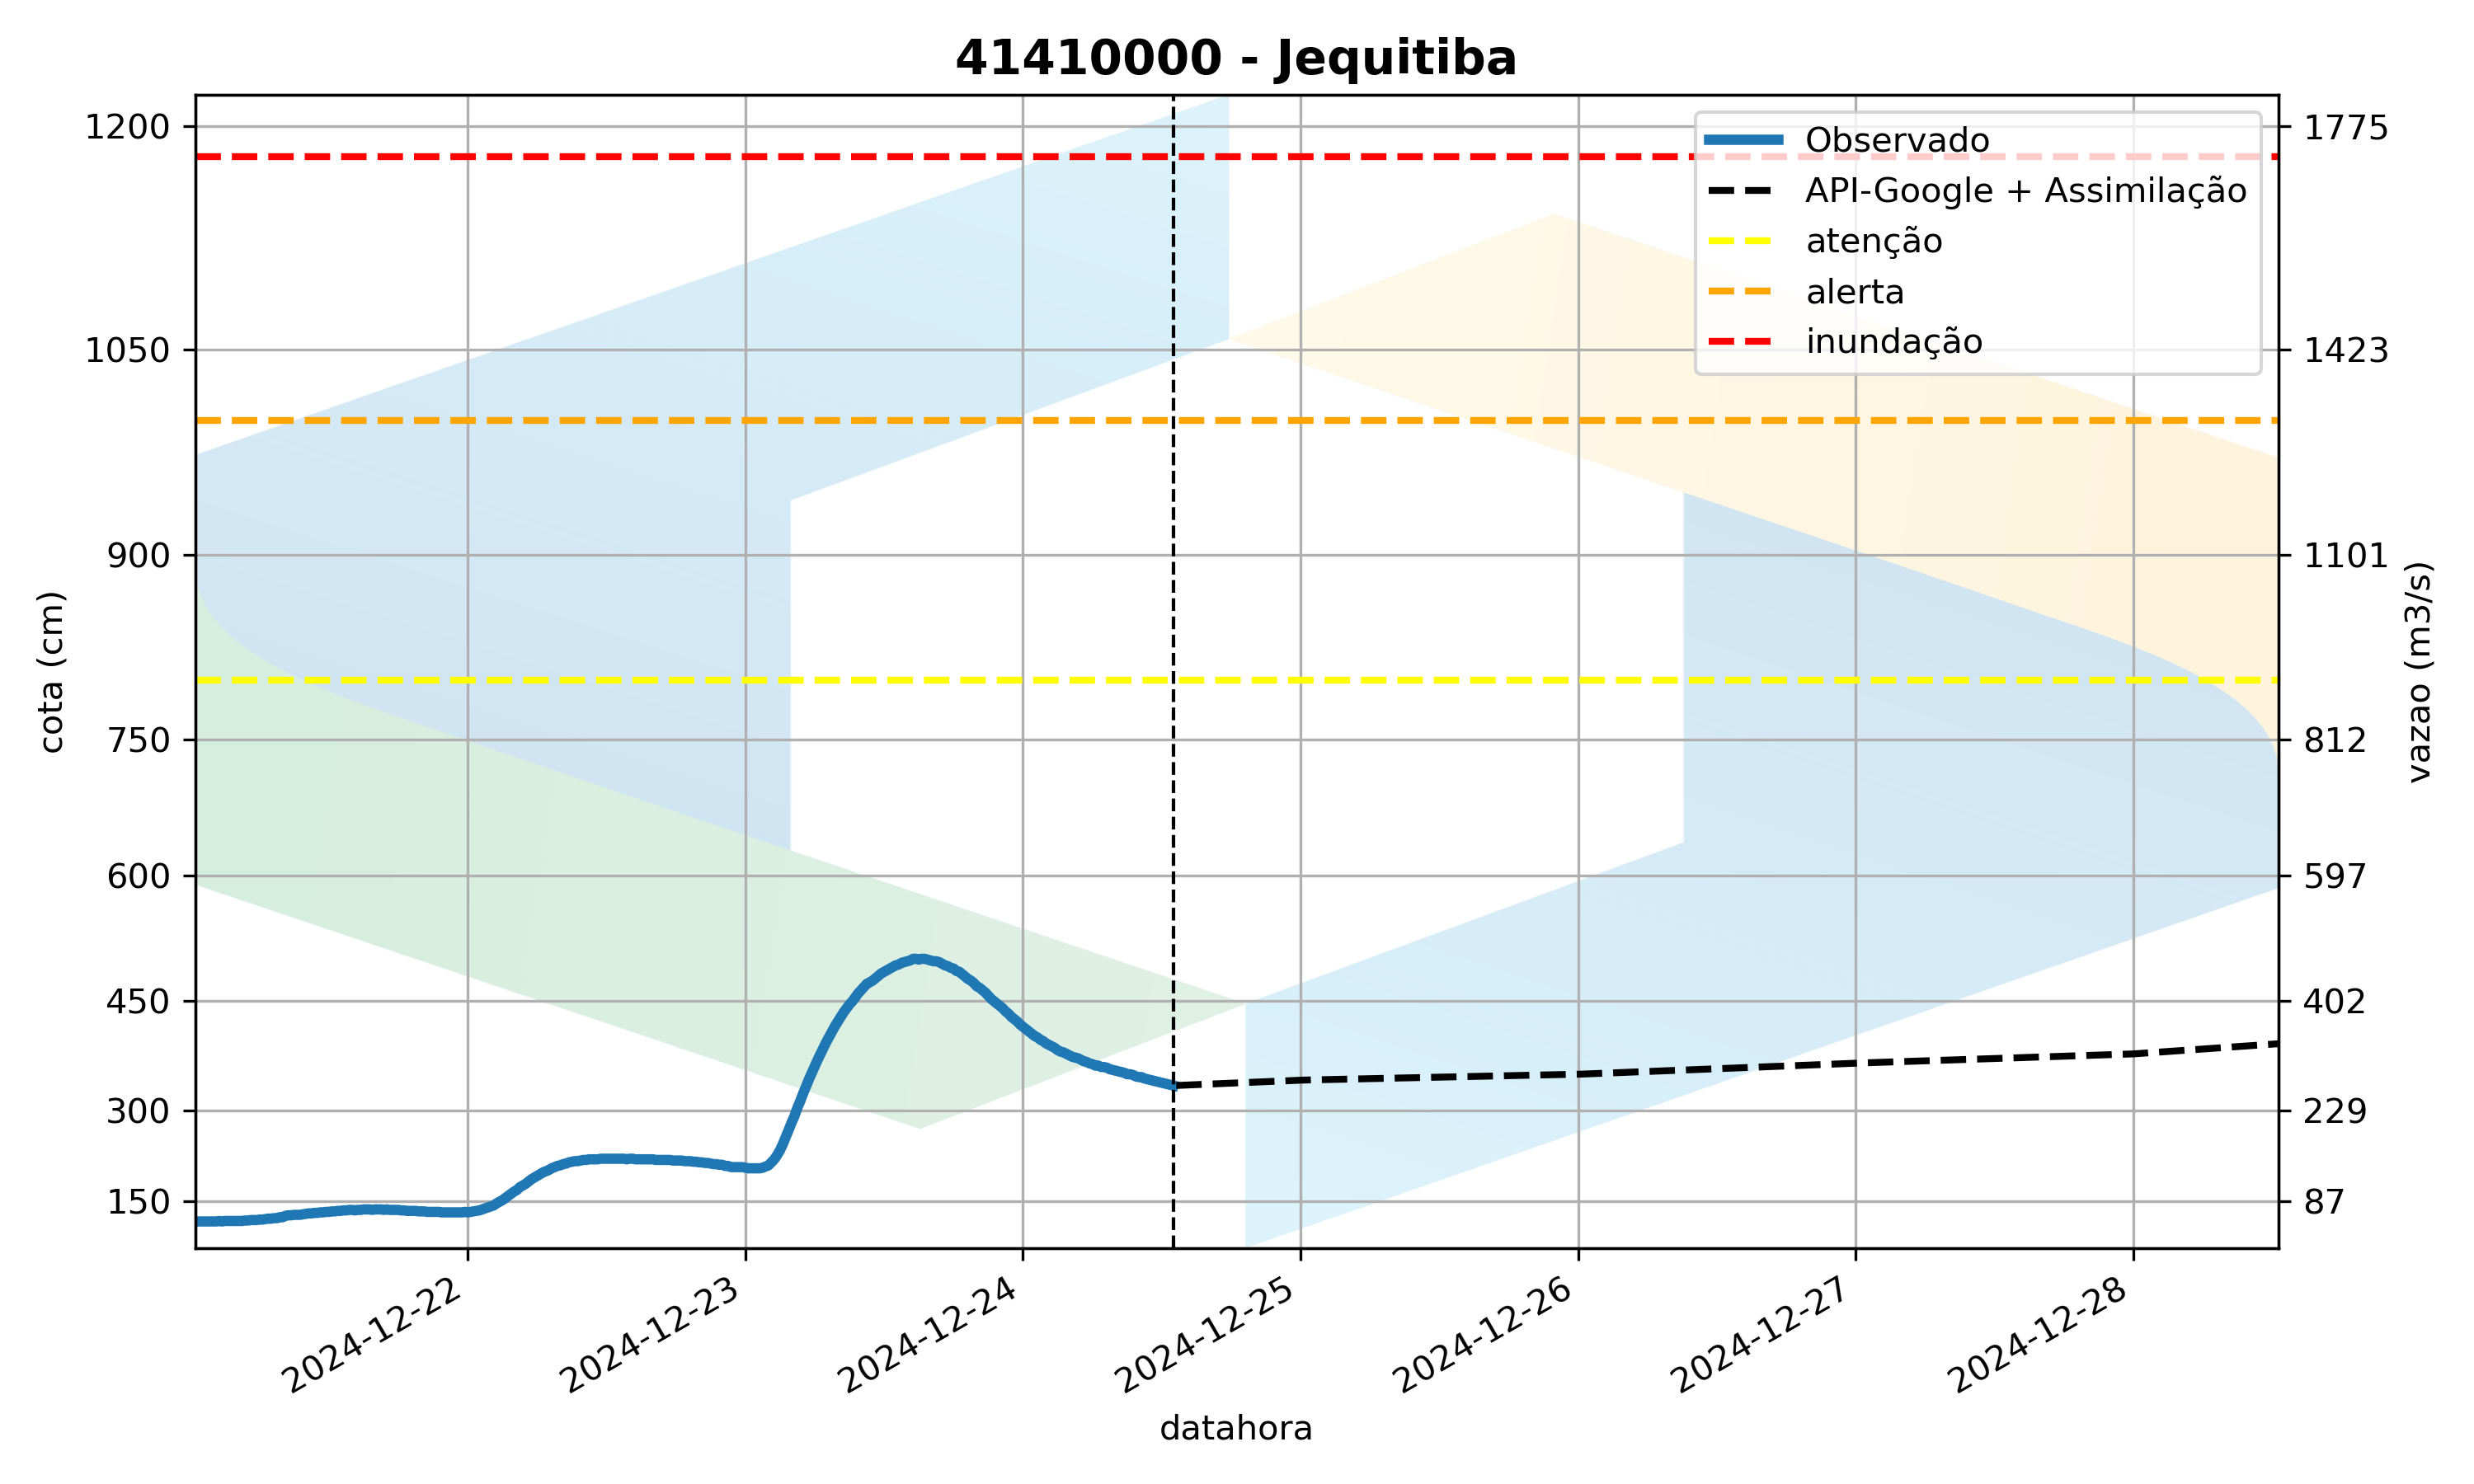 41410000 - Jequitiba
1200
1050
900
750
600
450
300
150
cota (cm)
1775
1423
1101
812
597
402
229
87
vazao (m3/s)
Observado
API-Google + Assimilação
atenção
alerta
inundação
2024-12-22
2024-12-23
2024-12-24
2024-12-25
2024-12-26
2024-12-27
2024-12-28
datahora